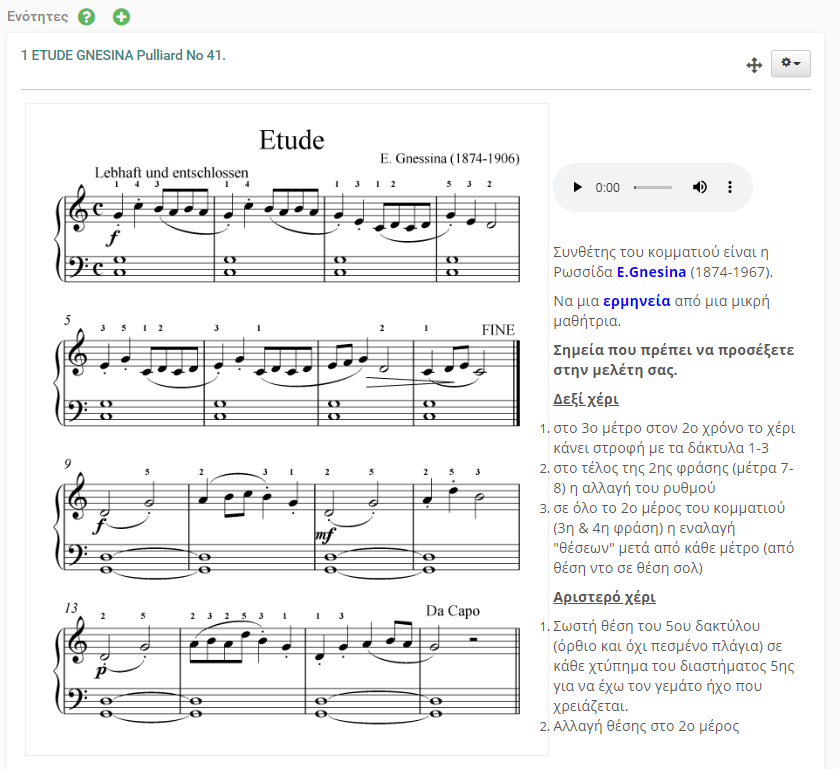 Ενότητες
1 ETUDE GNESINA Pulliard No 41.
Etude
E. Gnessina (1874-1906)
Lebhaft und entschlossen
1 4 3 1 4 1 3 1 2 5 3 2
f
5
3 5 1 2 3 1 2 1
FINE
9
5 2 3 1 2 5 2 5 3
f
mf
13
Da Capo
2 5 2 3 2 5 3 1 1 3
p
0:00
Συνθέτης του κομματιού είναι η
Ρωσσίδα E.Gnesina (1874-1967).
Να μια ερμηνεία από μια μικρή
μαθήτρια.
Σημεία που πρέπει να προσέξετε
στην μελέτη σας.
Δεξί χέρι
1. στο 3ο μέτρο στον 2ο χρόνο το χέρι
κάνει στροφή με τα δάκτυλα 1-3
2. στο τέλος της 2ης φράσης (μέτρα 7-
8) η αλλαγή του ρυθμού
3. σε όλο το 2ο μέρος του κομματιού
(3η & 4η φράση) η εναλαγή
"θέσεων" μετά από κάθε μέτρο (από
θέση ντο σε θέση σολ)
Αριστερό χέρι
1. Σωστή θέση του 5ου δακτύλου
(όρθιο και όχι πεσμένο πλάγια) σε
κάθε χτύπημα του διαστήματος 5ης
για να έχω τον γεμάτο ήχο που
χρειάζεται.
2. Αλλαγή θέσης στο 2ο μέρος